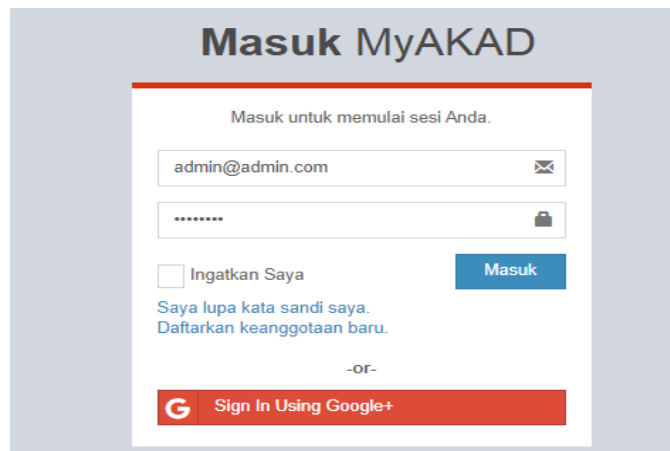 Masuk MyAKAD
Masuk untuk memulai sesi Anda.
admin@admin.com
••••••••
Ingatkan Saya
Masuk
Saya lupa kata sandi saya.
Daftarkan keanggotaan baru.
-or-
G Sign In Using Google+